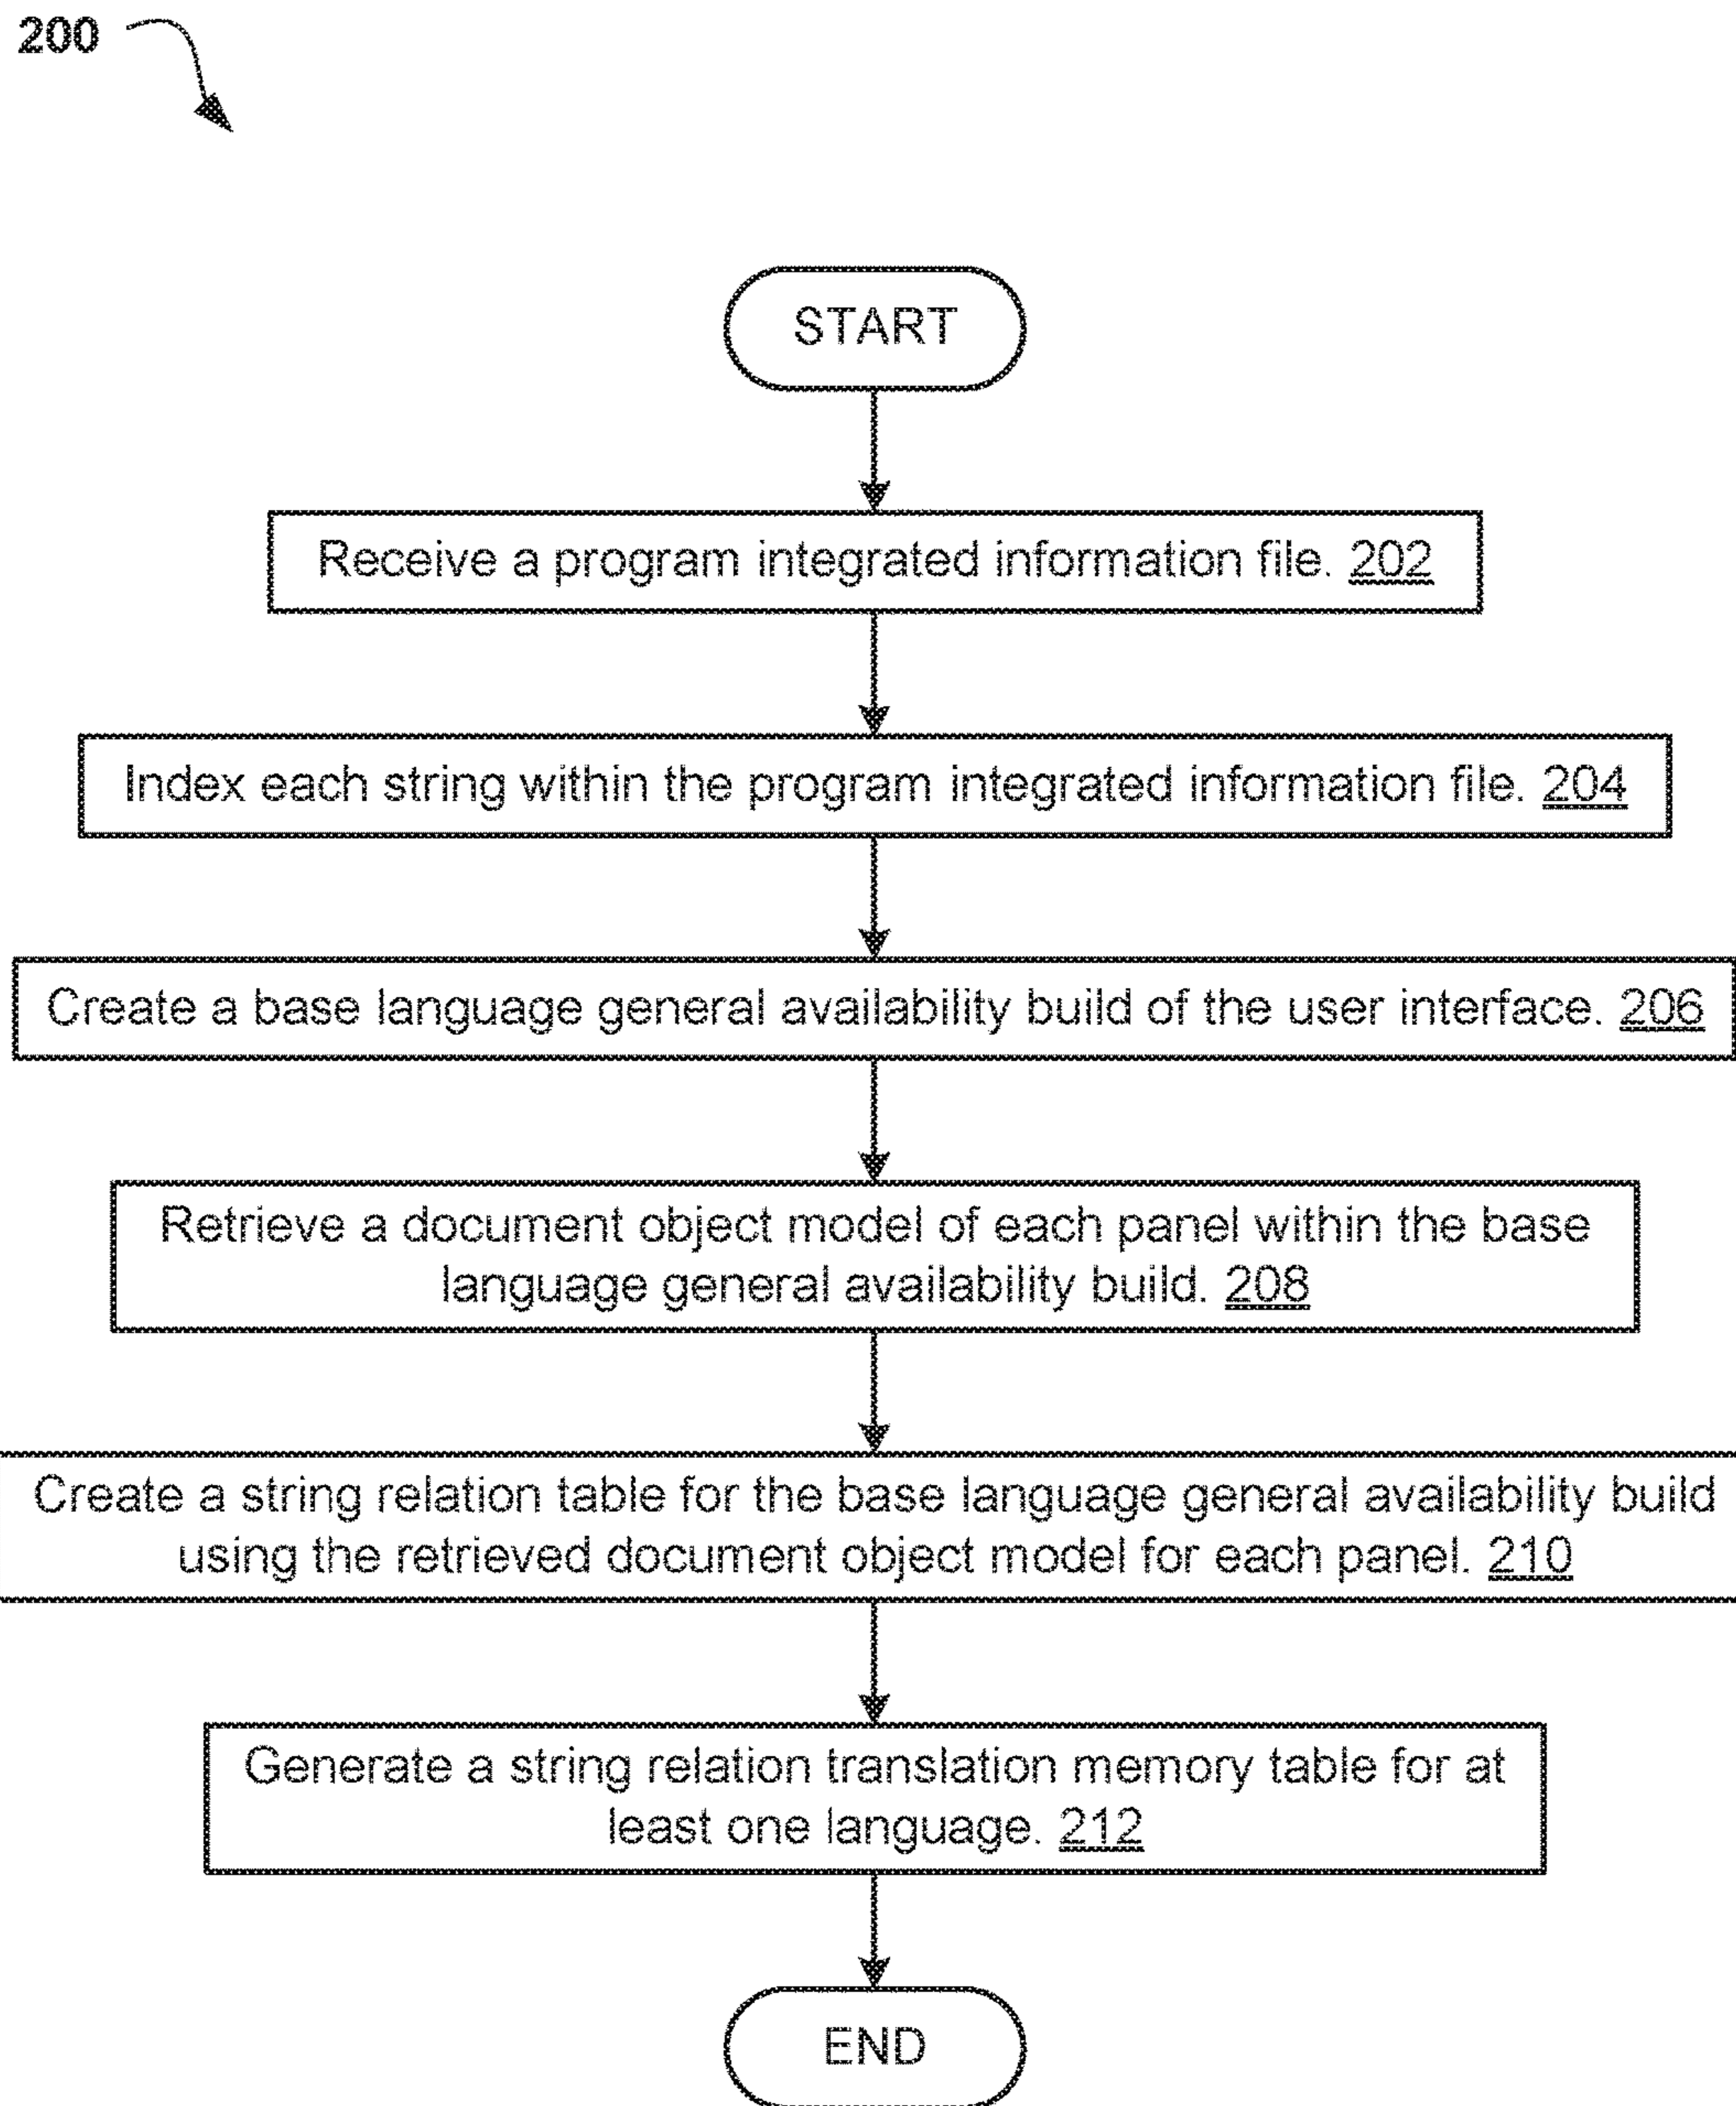 200
START
Receive a program integrated information file. 202
Index each string within the program integrated information file. 204
Create a base language general availability build of the user interface. 206
Retrieve a document object model of each panel within the base
language general availability build. 208
Create a string relation table for the base language general availability build
using the retrieved document object model for each panel. 210
Generate a string relation translation memory table for at
least one language. 212
END